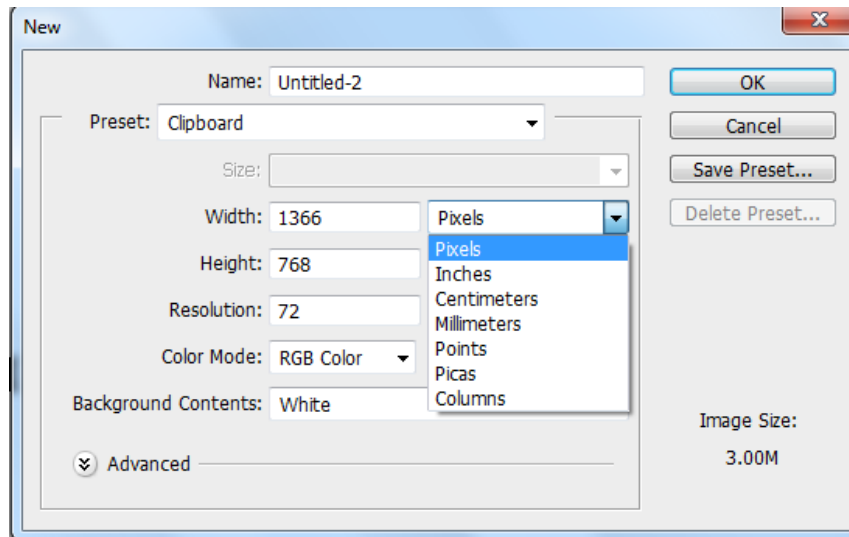 New
Name: Untitled-2
OK
Preset: Clipboard
Cancel
Size:
Save Preset...
Width: 1366 Pixels
Delete Preset...
Pixels
Height: 768
Inches
Centimeters
Resolution: 72
Millimeters
Points
Color Mode: RGB Color
Picas
Background Contents: White
Columns
Image Size:
3.00M
Advanced